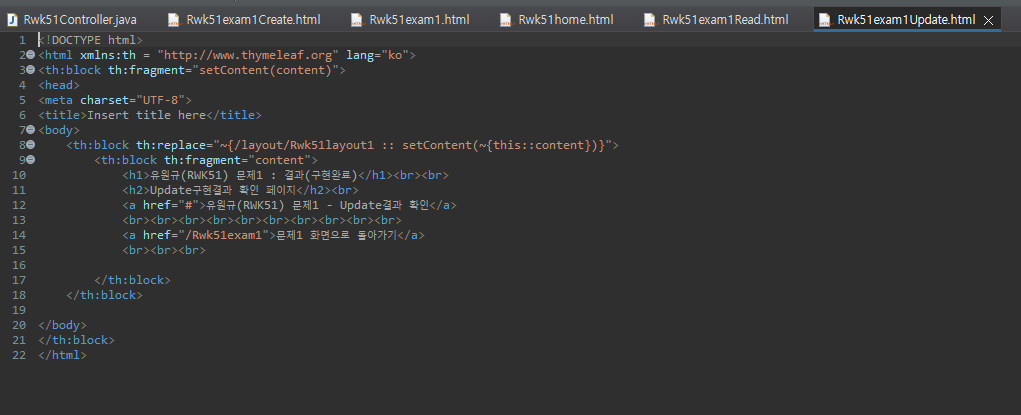 Rwk51Controller.java Rwk51exam1Create.html Rwk51exam1.html Rwk51home.html Rwk51exam1Read.html Rwk51exam1Update.html
1 <!DOCTYPE html>
2 <html xmlns:th = "http://www.thymeleaf.org" lang="ko">
3 <th:block th:fragment="setContent(content)">
4 <head>
5 <meta charset="UTF-8">
6 <title>Insert title here</title>
7 <body>
8 <th:block th:replace="~{/layout/Rwk51layout1 :: setContent(~{this::content})}">
9 <th:block th:fragment="content">
10 <h1>유원규(RWK51) 문제1 : 결과(구현완료)</h1><br><br>
11 <h2>Update구현결과 확인 페이지</h2><br>
12 <a href="#">유원규(RWK51) 문제1 - Update결과 확인</a>
13 <br><br><br><br><br><br><br><br><br><br>
14 <a href="/Rwk51exam1">문제1 화면으로 돌아가기</a>
15 <br><br><br>
16
17 </th:block>
18 </th:block>
19
20 </body>
21 </th:block>
22 </html>